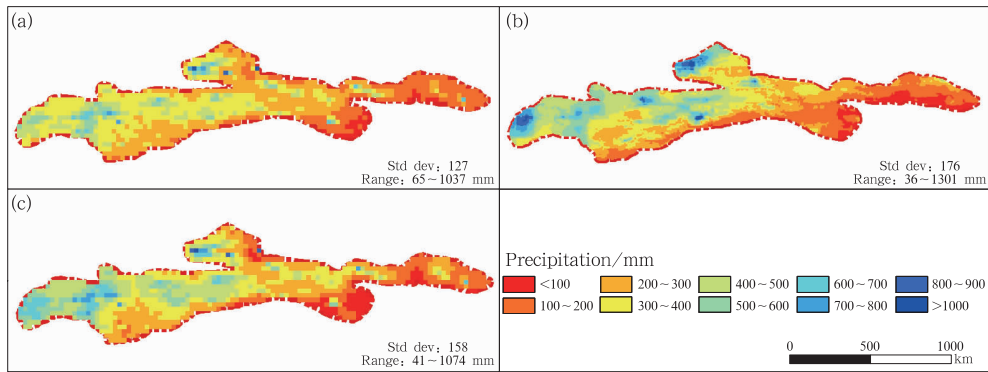 (a)
Std dev: 127
Range: 65~1037 mm
(b)
Std dev: 176
Range: 36~1301 mm
(c)
Std dev: 158
Range: 41~1074 mm
Precipitation/mm
<100 200~300 400~500 600~700 800~900
100~200 300~400 500~600 700~800 >1000
0 500 1000
km